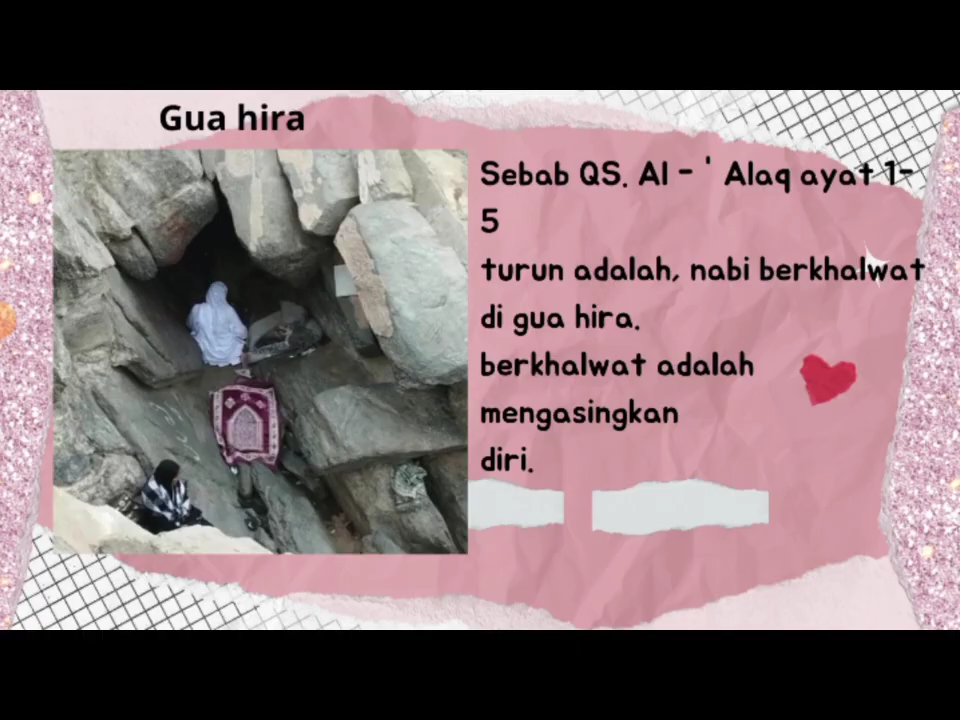 Gua hira
Sebab QS. Al - ' Alaq ayat 1-
5
turun adalah, nabi berkhalwat
di gua hira.
berkhalwat adalah
mengasingkan
diri.